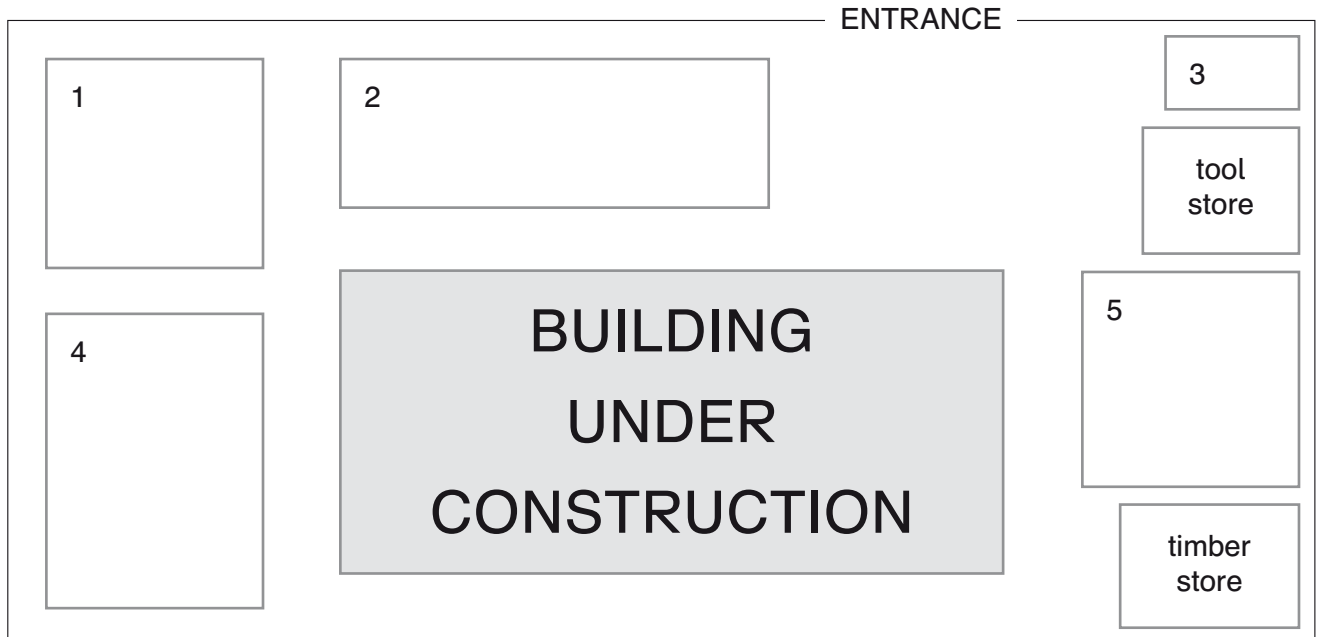 ENTRANCE
1
2
3
tool
store
4
BUILDING
UNDER
CONSTRUCTION
5
timber
store